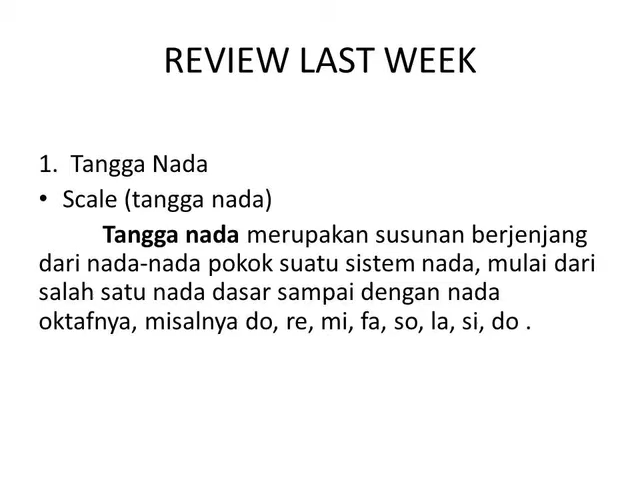 REVIEW LAST WEEK
1. Tangga Nada
• Scale (tangga nada)
Tangga nada merupakan susunan berjenjang
dari nada-nada pokok suatu sistem nada, mulai dari
salah satu nada dasar sampai dengan nada
oktafnya, misalnya do, re, mi, fa, so, la, si, do .